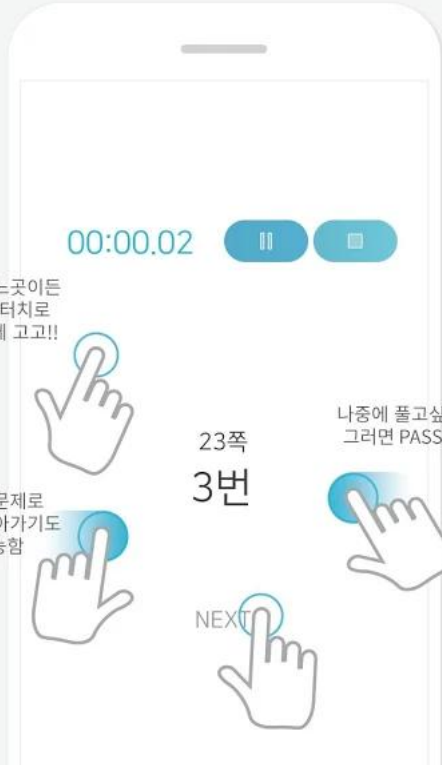 00:00.02
느곳이든
터치로
고고!!
나중에 풀고싶
그러면 PASS
23쪽
3번
문제로
아가기도
능함
NEXT